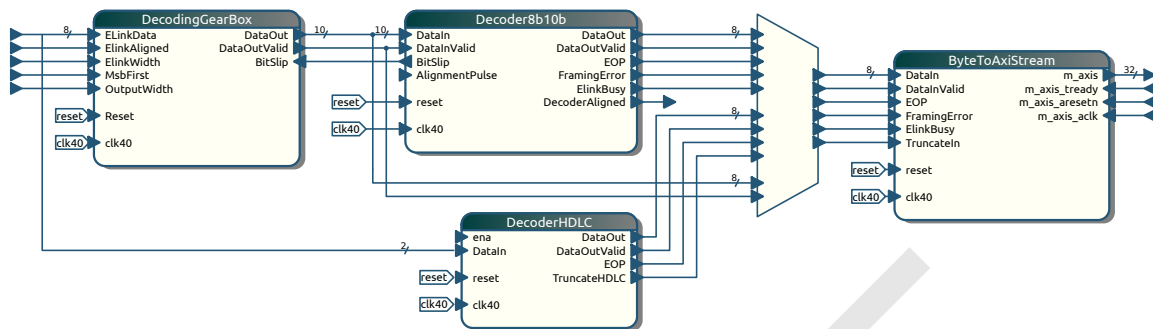 DecodingGearBox
ELinkData
ElinkAligned
ElinkWidth
MsbFirst
OutputWidth
Reset
clk40
DataOut
DataOutValid
BitSlip
8
reset
clk40
10
10
Decoder8b10b
DataIn
DataInValid
BitSlip
AlignmentPulse
reset
clk40
DataOut
DataOutValid
EOP
FramingError
ElinkBusy
DecoderAligned
reset
clk40
8
8
8
DecoderHDLC
ena
DataIn
reset
clk40
DataOut
DataOutValid
EOP
TruncateHDLC
2
reset
clk40
8
ByteToAxiStream
DataIn
DataInValid
EOP
FramingError
ElinkBusy
TruncateIn
reset
clk40
m_axis
m_axis_tready
m_axis_aresetn
m_axis_aclk
32
reset
clk40